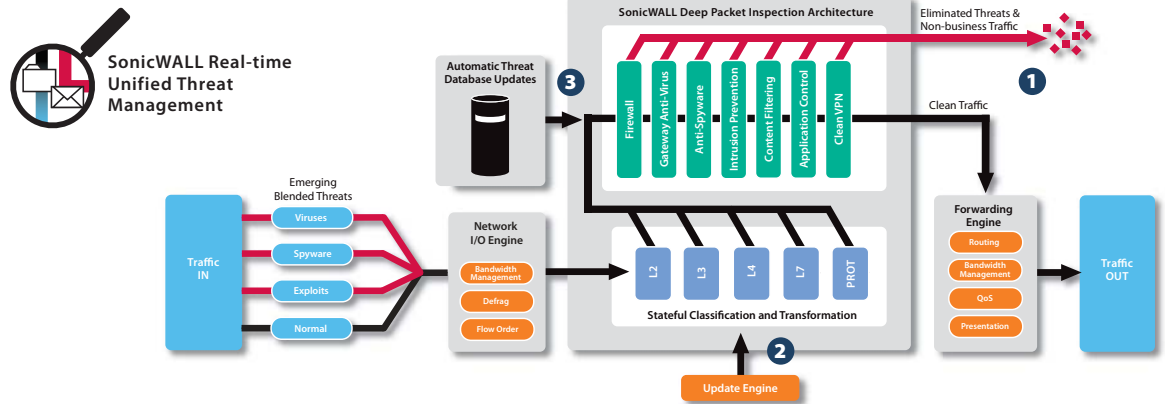 SonicWALL Real-time
Unified Threat
Management
SonicWALL Deep Packet Inspection Architecture
Eliminated Threats &
Non-business Traffic
1
Automatic Threat
Database Updates
3
Firewall
Gateway Anti-Virus
Anti-Spyware
Intrusion Prevention
Content Filtering
Application Control
Clean VPN
Clean Traffic
Emerging
Blended Threats
Traffic
IN
Viruses
Spyware
Exploits
Normal
Network
I/O Engine
Bandwidth
Management
Defrag
Flow Order
L2
L3
L4
L7
PROT
Stateful Classification and Transformation
2
Update Engine
Forwarding
Engine
Routing
Bandwidth
Management
QoS
Presentation
Traffic
OUT